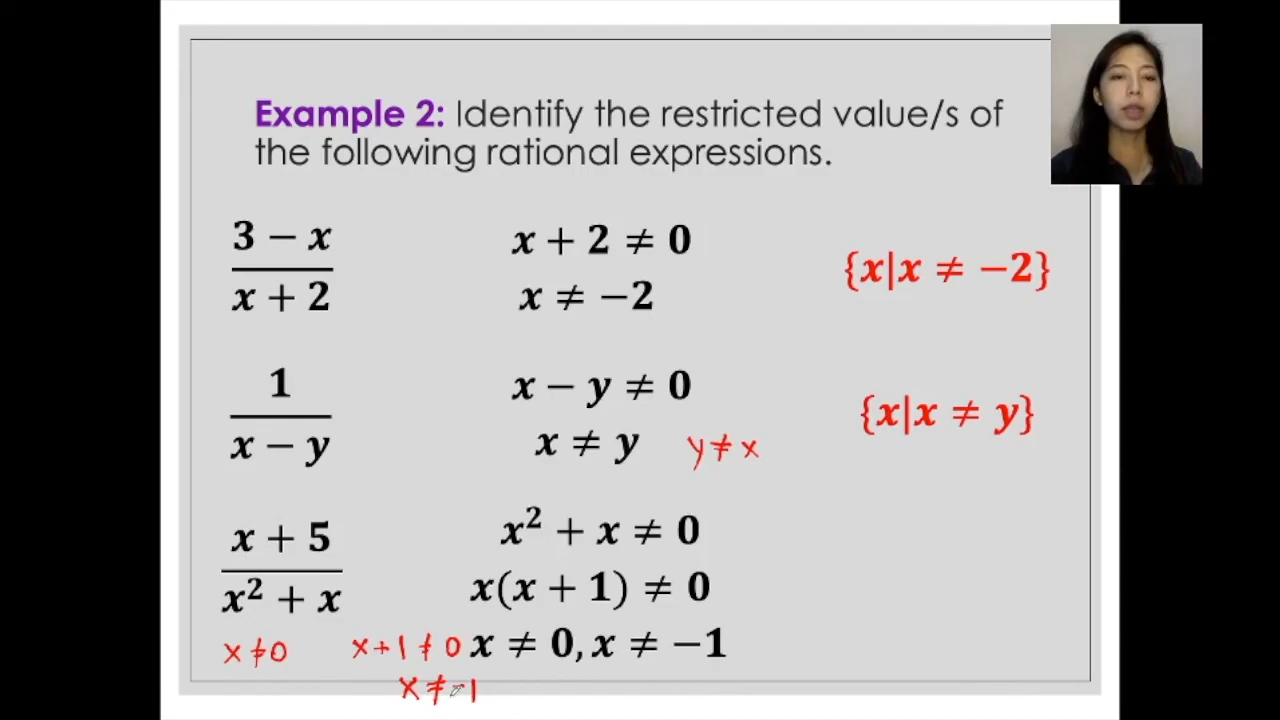 Example 2: Identify the restricted value/s of
the following rational expressions.
3 − x
x + 2
x + 2 ≠ 0
x ≠ −2
{x|x ≠ −2}
1
x − y
x − y ≠ 0
x ≠ y
y ≠ x
{x|x ≠ y}
x + 5
x² + x
x² + x ≠ 0
x(x + 1) ≠ 0
x ≠ 0, x ≠ −1
x ≠ 0
x + 1 ≠ 0
x ≠ -1